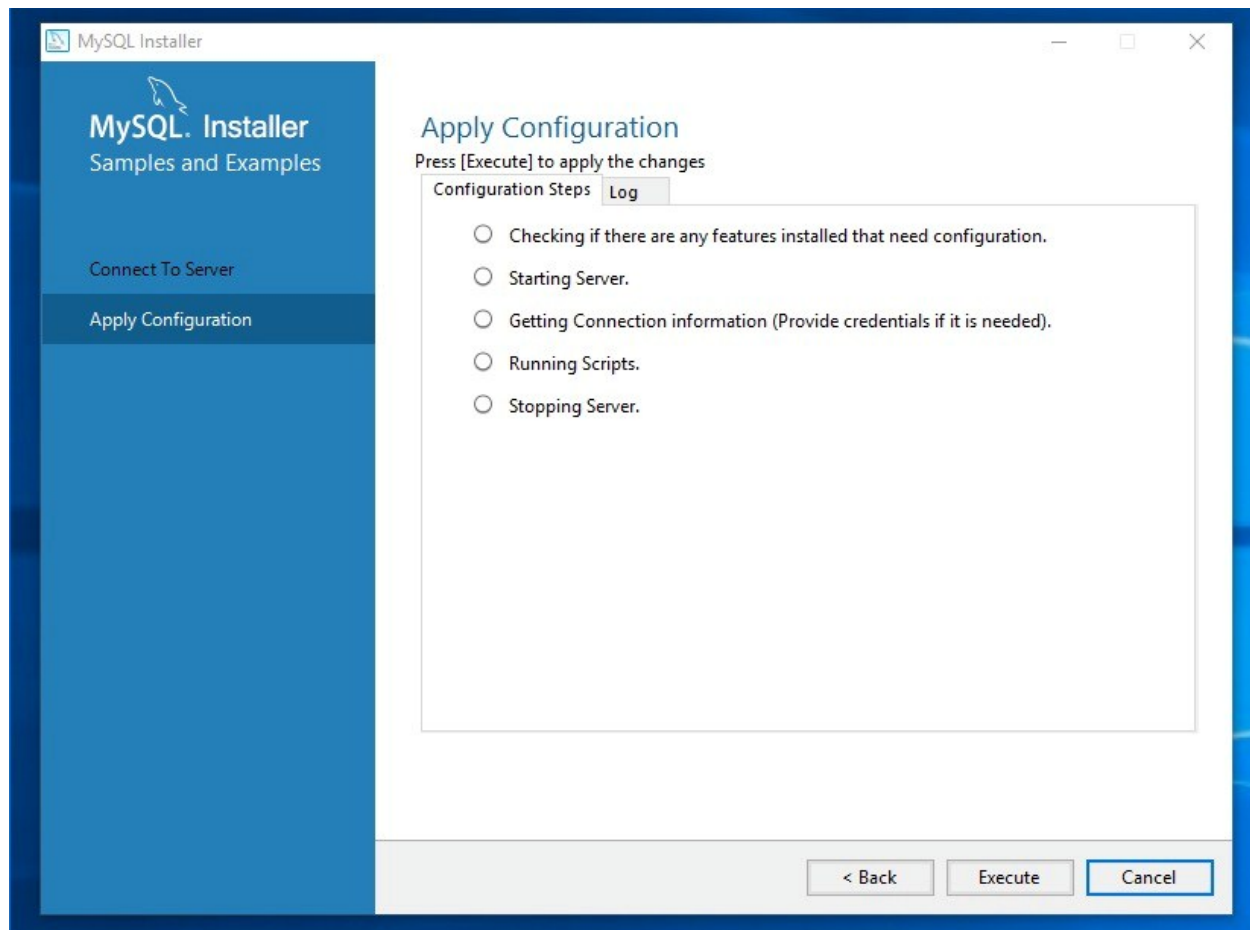 MySQL Installer
MySQL. Installer
Samples and Examples
Connect To Server
Apply Configuration
Apply Configuration
Press [Execute] to apply the changes
Configuration Steps Log
Checking if there are any features installed that need configuration.
Starting Server.
Getting Connection information (Provide credentials if it is needed).
Running Scripts.
Stopping Server.
< Back Execute Cancel